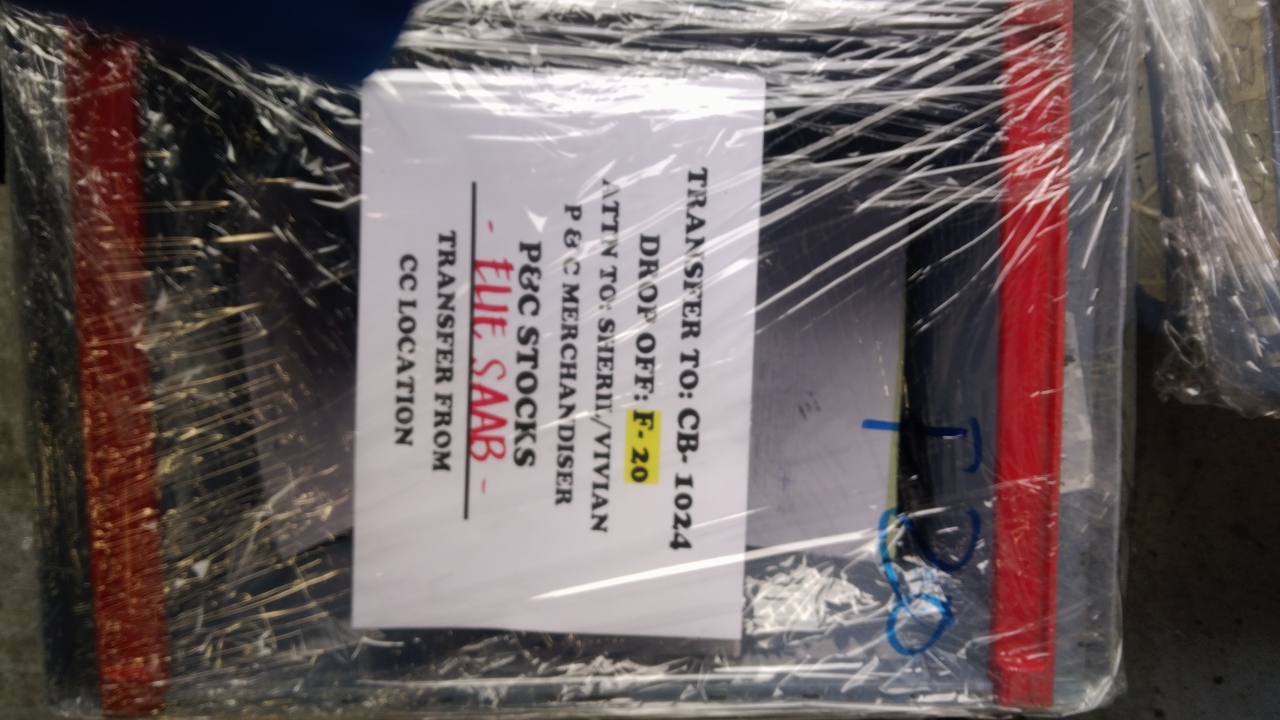 TRANSFER TO: CB- 1024
DROP OFF: F- 20
ATTN TO: SHERIL/VIVIAN
P & C MERCHANDISER
P&C STOCKS
- ELIE SAAB -
TRANSFER FROM
CC LOCATION